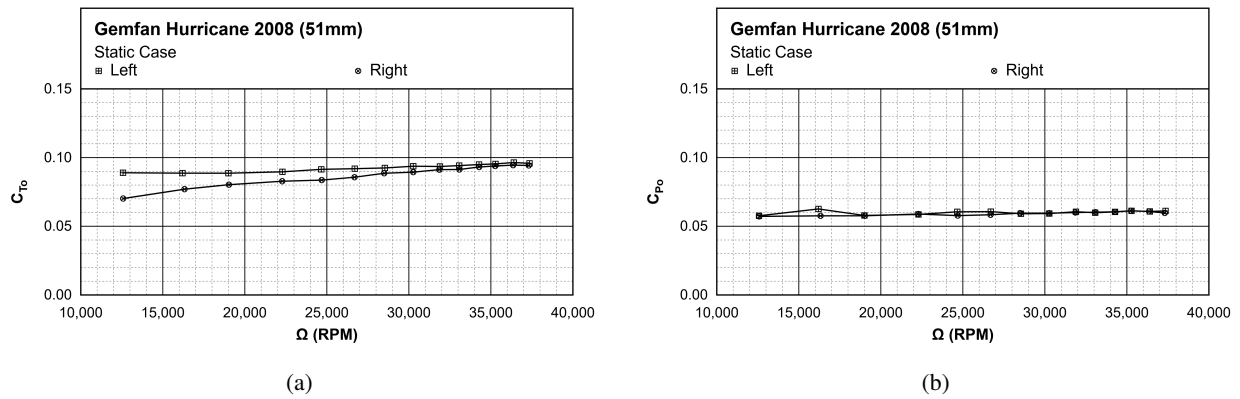 Gemfan Hurricane 2008 (51mm)
Static Case
Left
Right
0.15
0.10
0.05
0.00
C_To
10,000 15,000 20,000 25,000 30,000 35,000 40,000
Ω (RPM)
(a)
Gemfan Hurricane 2008 (51mm)
Static Case
Left
Right
0.15
0.10
0.05
0.00
C_Po
10,000 15,000 20,000 25,000 30,000 35,000 40,000
Ω (RPM)
(b)